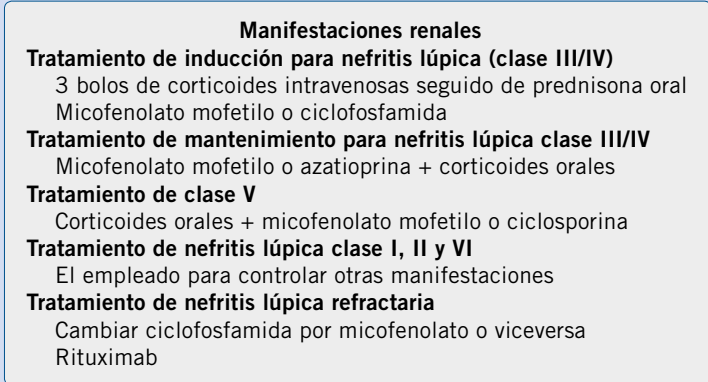 Manifestaciones renales
Tratamiento de inducción para nefritis lúpica (clase III/IV)
3 bolos de corticoides intravenosas seguido de prednisona oral
Micofenolato mofetilo o ciclofosfamida
Tratamiento de mantenimiento para nefritis lúpica clase III/IV
Micofenolato mofetilo o azatioprina + corticoides orales
Tratamiento de clase V
Corticoides orales + micofenolato mofetilo o ciclosporina
Tratamiento de nefritis lúpica clase I, II y VI
El empleado para controlar otras manifestaciones
Tratamiento de nefritis lúpica refractaria
Cambiar ciclofosfamida por micofenolato o viceversa
Rituximab